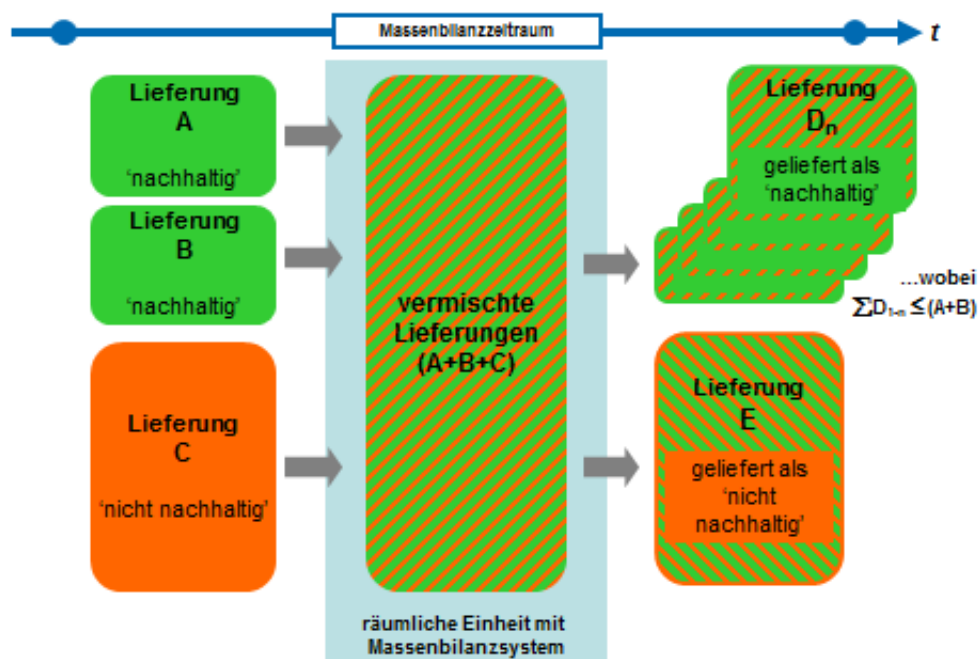 Massenbilanzzeitraum
t
Lieferung
A
‘nachhaltig’
Lieferung
B
‘nachhaltig’
Lieferung
C
‘nicht nachhaltig’
vermischte
Lieferungen
(A+B+C)
räumliche Einheit mit
Massenbilanzsystem
Lieferung
Dn
geliefert als
‘nachhaltig’
...wobei
∑D1-n ≤ (A+B)
Lieferung
E
geliefert als
‘nicht
nachhaltig’